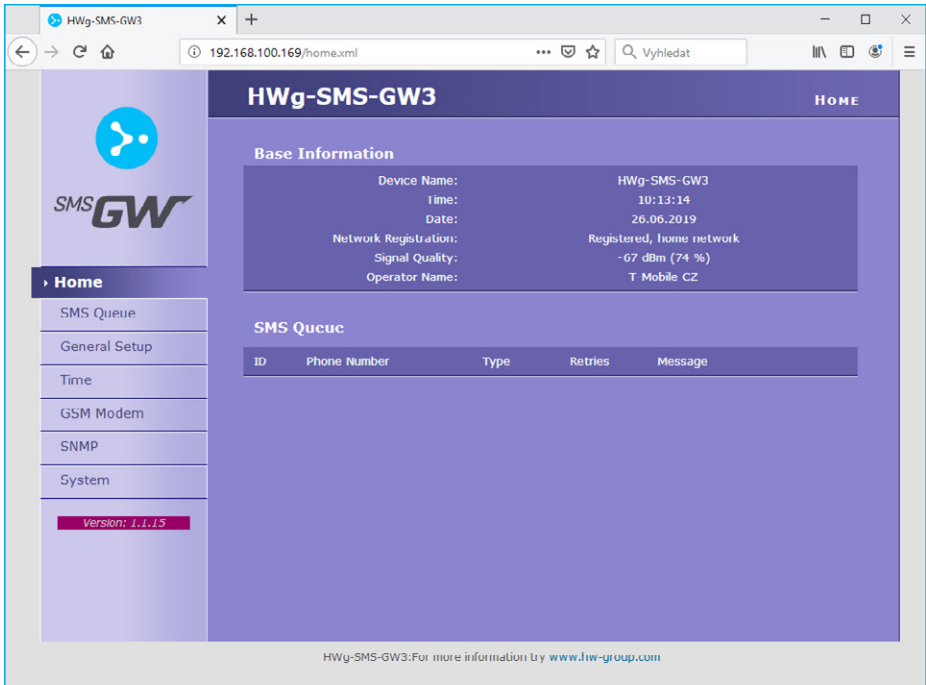 HWg-SMS-GW3
192.168.100.169/home.xml
Vyhledat
SMS GW
HWg-SMS-GW3
HOME
Base Information
Device Name: HWg-SMS-GW3
Time: 10:13:14
Date: 26.06.2019
Network Registration: Registered, home network
Signal Quality: -67 dBm (74 %)
Operator Name: T-Mobile CZ
SMS Queue
ID Phone Number Type Retries Message
Home
SMS Queue
General Setup
Time
GSM Modem
SNMP
System
Version: 1.1.15
HWg-SMS-GW3:For more information try www.hw-group.com